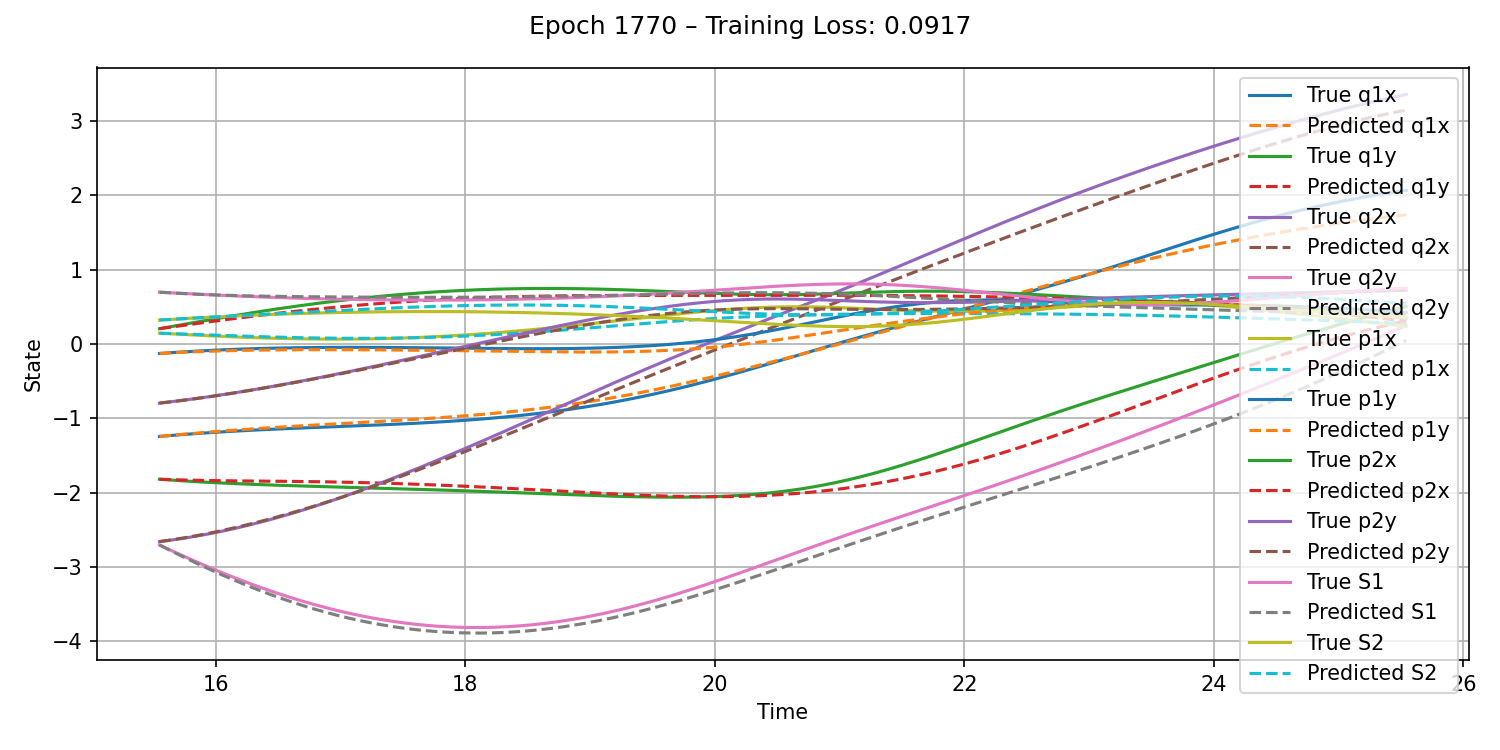 Epoch 1770 – Training Loss: 0.0917
State
3
2
1
0
−1
−2
−3
−4
True q1x
Predicted q1x
True q1y
Predicted q1y
True q2x
Predicted q2x
True q2y
Predicted q2y
True p1x
Predicted p1x
True p1y
Predicted p1y
True p2x
Predicted p2x
True p2y
Predicted p2y
True S1
Predicted S1
True S2
Predicted S2
16 18 20 22 24 26
Time